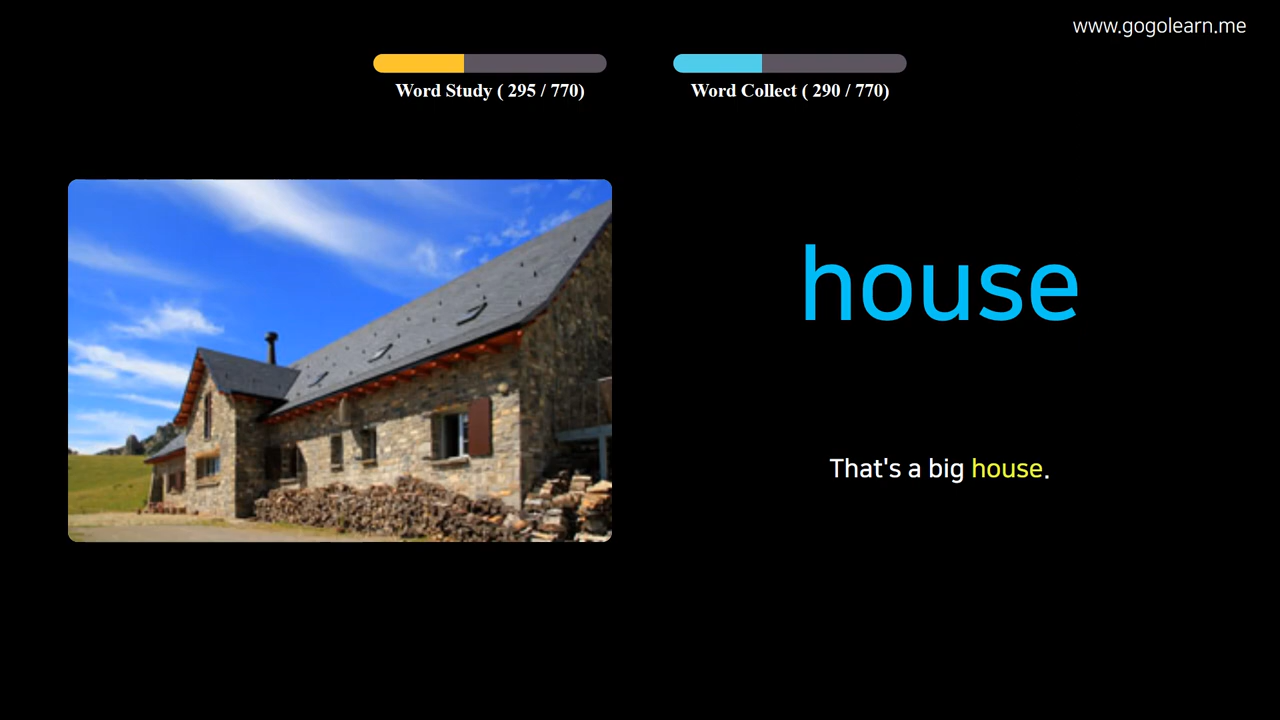 www.gogolearn.me
Word Study ( 295 / 770)
Word Collect ( 290 / 770)
house
That's a big house.